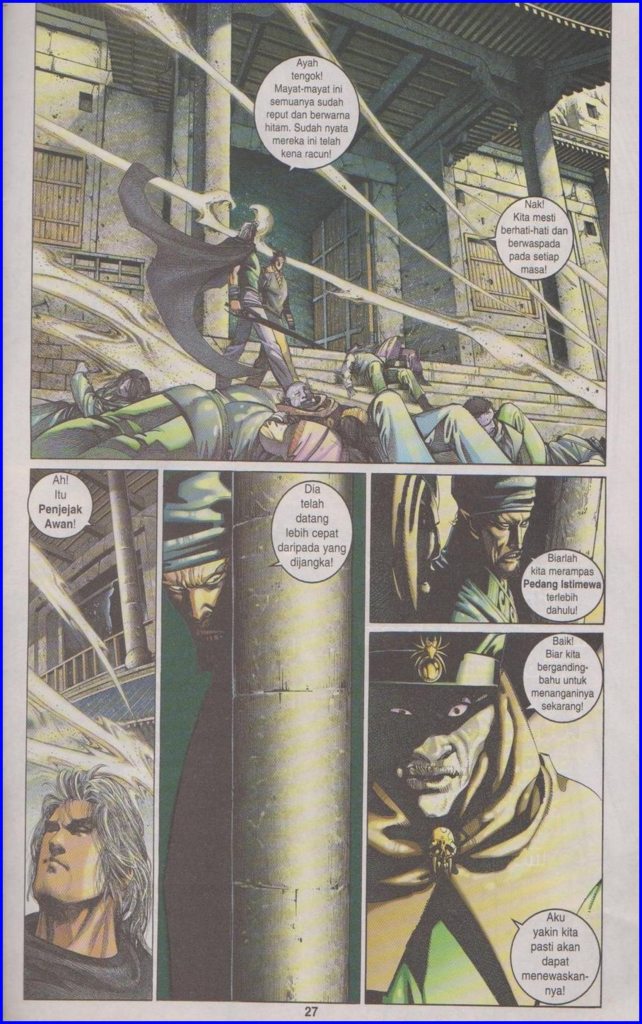 Ayah
tengok!
Mayat-mayat ini
semuanya sudah
reput dan berwarna
hitam. Sudah nyata
mereka ini telah
kena racun!
Nak!
Kita mesti
berhati-hati dan
berwaspada
pada setiap
masa!
Ah!
Itu
Penjejak
Awan!
Dia
telah
datang
lebih cepat
daripada yang
dijangka!
Biarlah
kita merampas
Pedang Istimewa
terlebih
dahulu!
Baik!
Biar kita
berganding-
bahu untuk
menanganinya
sekarang!
Aku
yakin kita
pasti akan
dapat
menewaskan-
nya!
27